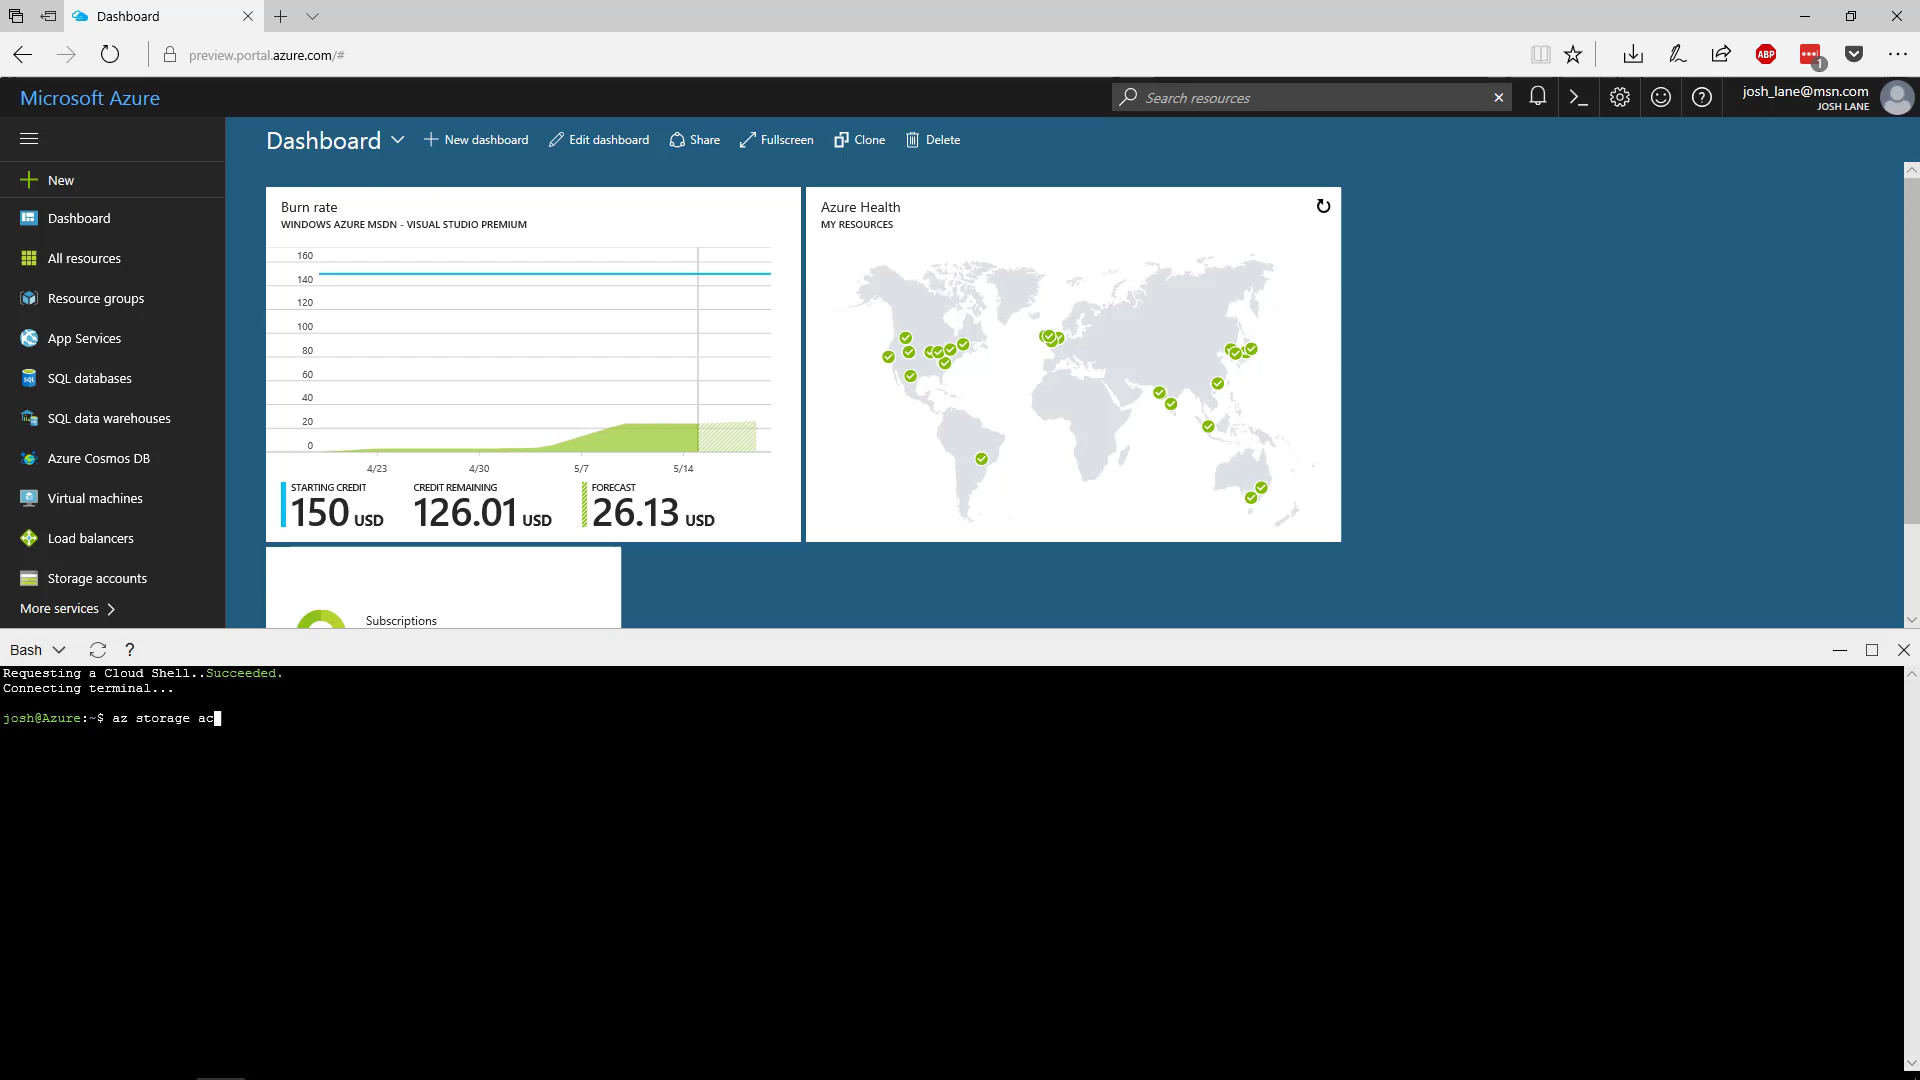 Dashboard
preview.portal.azure.com/#
ABP
1
Microsoft Azure
Search resources
josh_lane@msn.com
JOSH LANE
Dashboard
New dashboard
Edit dashboard
Share
Fullscreen
Clone
Delete
New
Dashboard
All resources
Resource groups
App Services
SQL databases
SQL data warehouses
Azure Cosmos DB
Virtual machines
Load balancers
Storage accounts
More services
Burn rate
WINDOWS AZURE MSDN - VISUAL STUDIO PREMIUM
160
140
120
100
80
60
40
20
0
4/23 4/30 5/7 5/14
STARTING CREDIT
150 USD
CREDIT REMAINING
126.01 USD
FORECAST
26.13 USD
Azure Health
MY RESOURCES
Subscriptions
Bash
?
Requesting a Cloud Shell..Succeeded.
Connecting terminal...
josh@Azure:~$ az storage ac